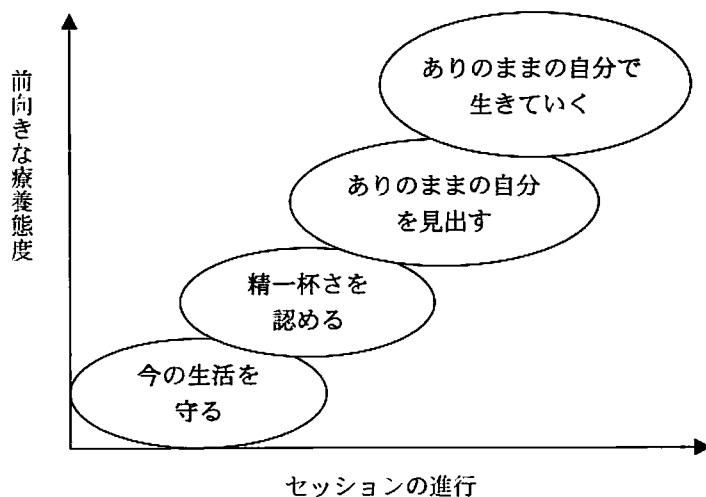 前向きな療養態度
ありのままの自分で
生きていく
ありのままの自分
を見出す
精一杯さを
認める
今の生活を
守る
セッションの進行